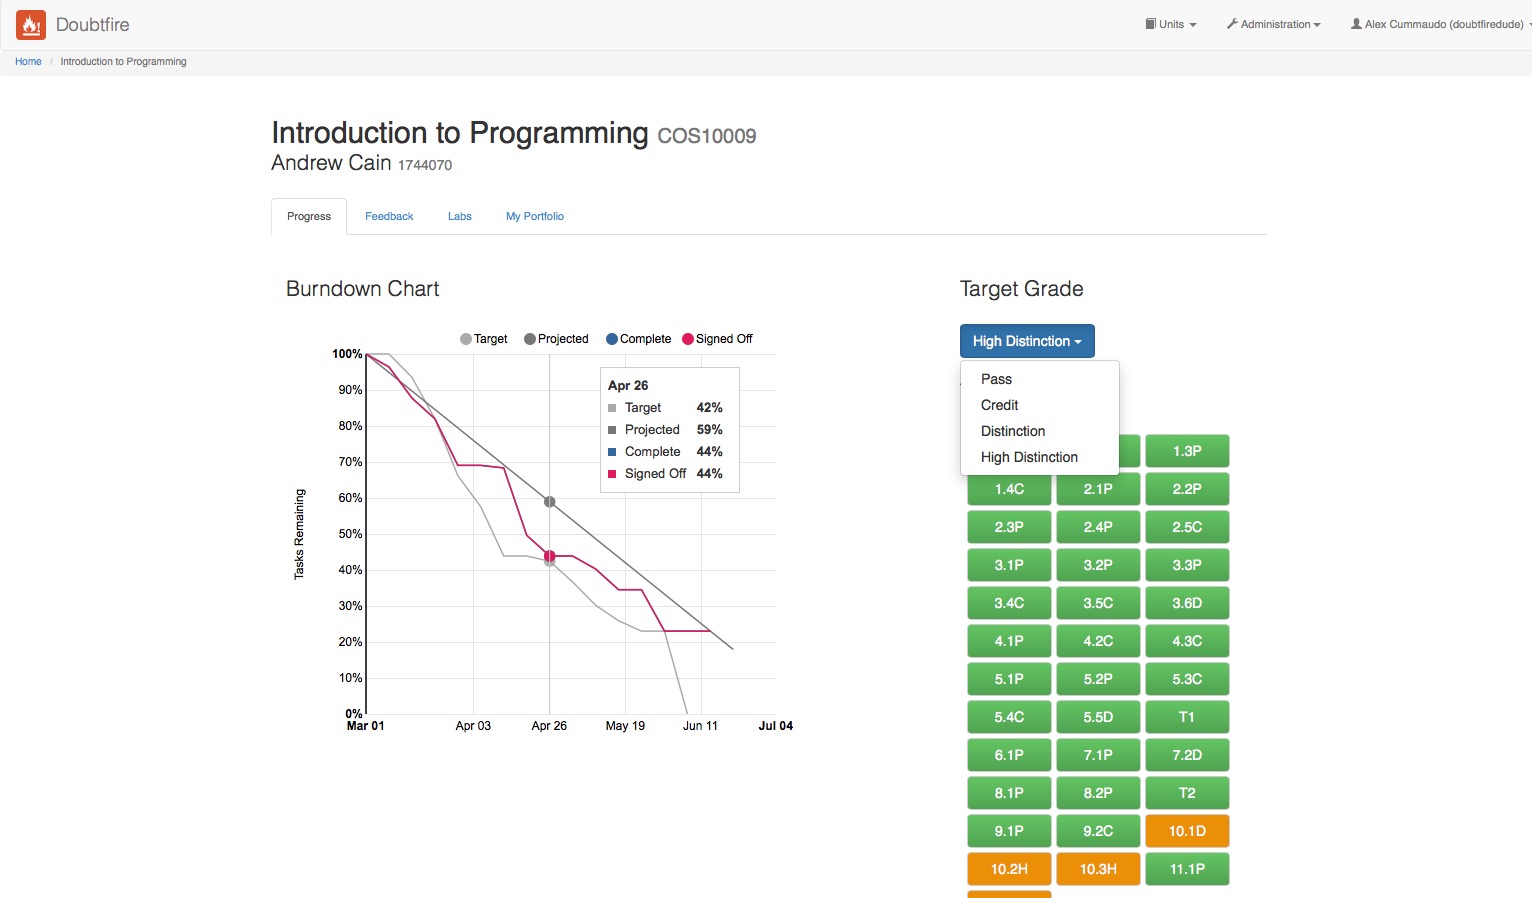 Doubtfire
Units
Administration
Alex Cummaudo (doubtfiredude)
Home / Introduction to Programming
Introduction to Programming COS10009
Andrew Cain 1744070
Progress
Feedback
Labs
My Portfolio
Burndown Chart
Target
Projected
Complete
Signed Off
Tasks Remaining
100%
90%
80%
70%
60%
50%
40%
30%
20%
10%
0%
Mar 01
Apr 03
Apr 26
May 19
Jun 11
Jul 04
Apr 26
Target 42%
Projected 59%
Complete 44%
Signed Off 44%
Target Grade
High Distinction
Pass
Credit
Distinction
High Distinction
1.3P
1.4C 2.1P 2.2P
2.3P 2.4P 2.5C
3.1P 3.2P 3.3P
3.4C 3.5C 3.6D
4.1P 4.2C 4.3C
5.1P 5.2P 5.3C
5.4C 5.5D T1
6.1P 7.1P 7.2D
8.1P 8.2P T2
9.1P 9.2C 10.1D
10.2H 10.3H 11.1P